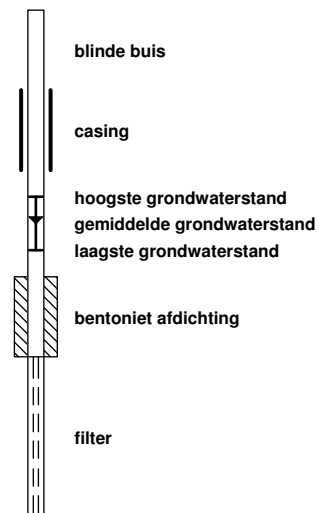 blinde buis
casing
hoogste grondwaterstand
gemiddelde grondwaterstand
laagste grondwaterstand
bentoniet afdichting
filter